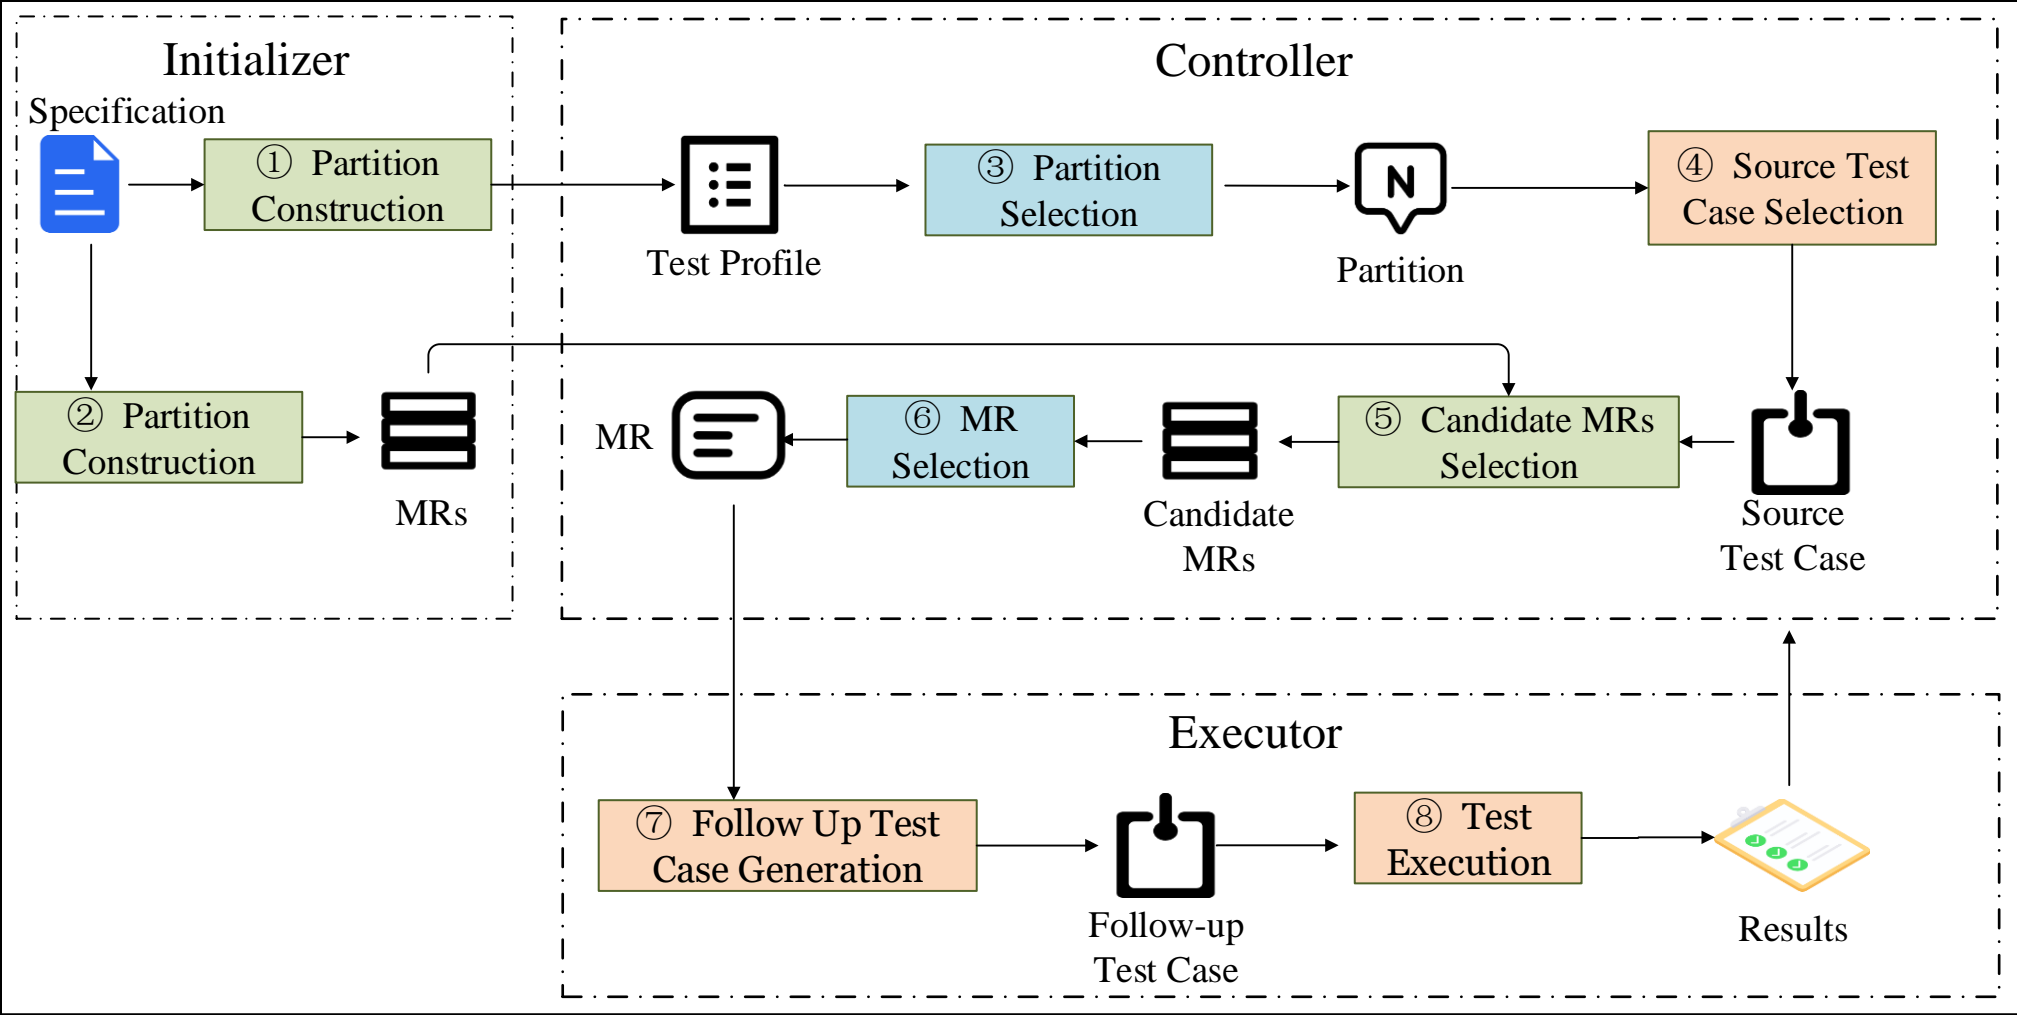 Initializer
Specification
① Partition
Construction
② Partition
Construction
MRs
Controller
Test Profile
③ Partition
Selection
N
Partition
④ Source Test
Case Selection
Source
Test Case
⑤ Candidate MRs
Selection
Candidate
MRs
⑥ MR
Selection
MR
Executor
⑦ Follow Up Test
Case Generation
Follow-up
Test Case
⑧ Test
Execution
Results